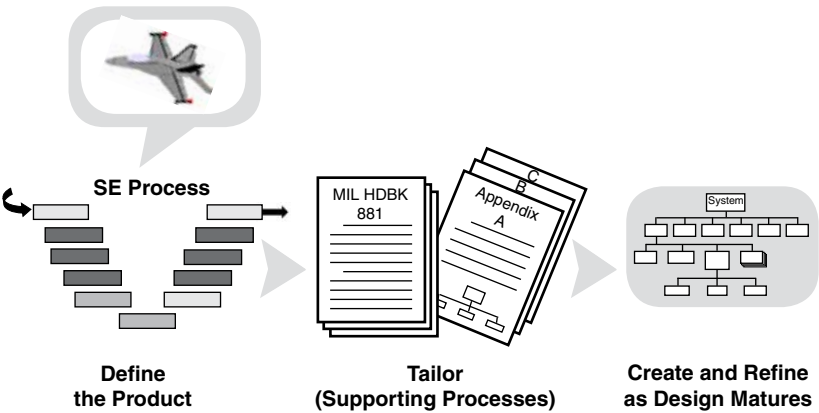 SE Process
MIL HDBK
881
C
B
Appendix
A
System
Define
the Product
Tailor
(Supporting Processes)
Create and Refine
as Design Matures